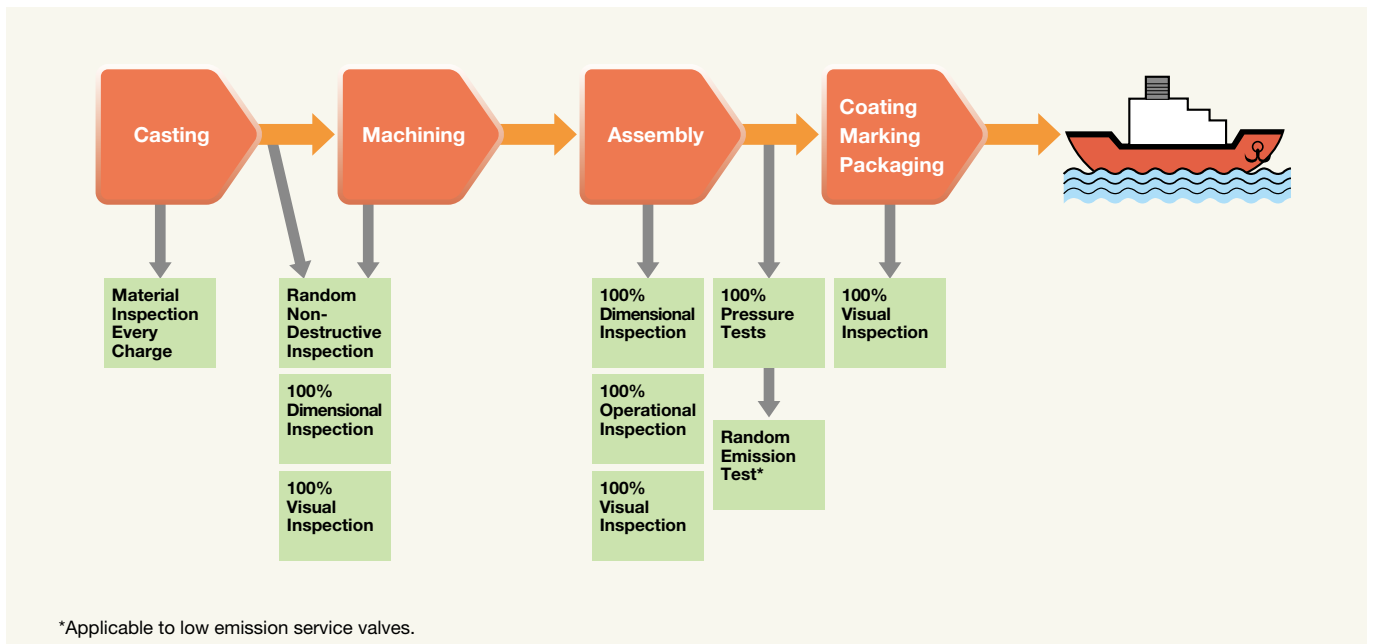 Casting
Machining
Assembly
Coating
Marking
Packaging
Material
Inspection
Every
Charge
Random
Non-
Destructive
Inspection
100%
Dimensional
Inspection
100%
Visual
Inspection
100%
Dimensional
Inspection
100%
Operational
Inspection
100%
Visual
Inspection
100%
Pressure
Tests
Random
Emission
Test*
100%
Visual
Inspection
*Applicable to low emission service valves.